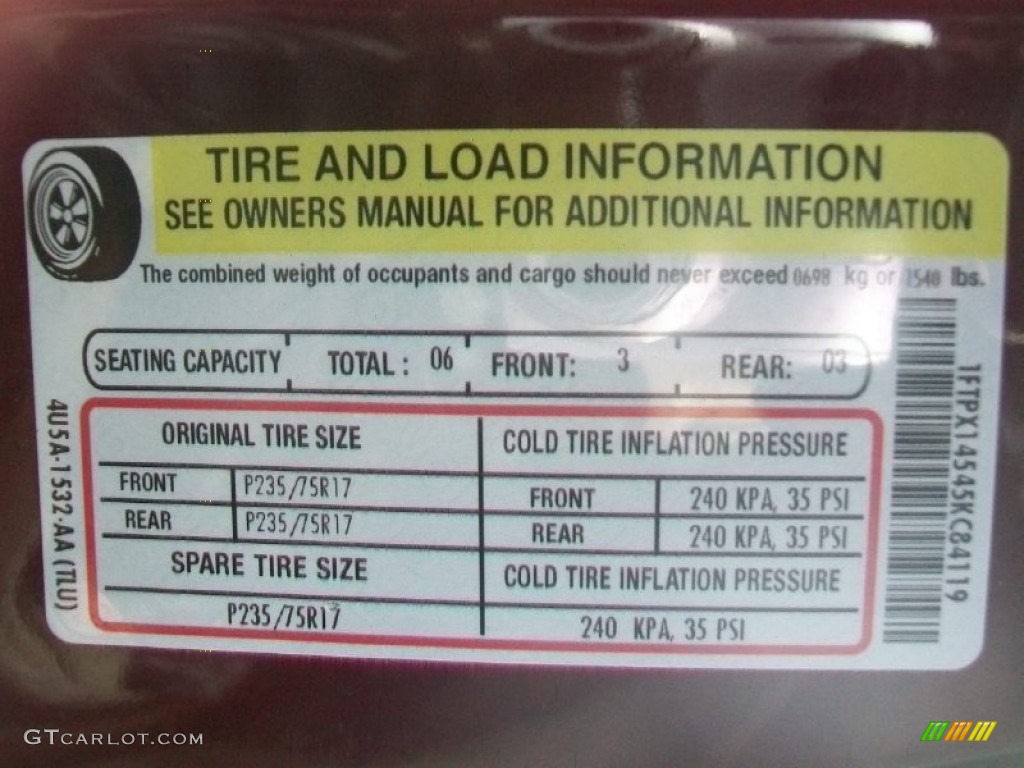 TIRE AND LOAD INFORMATION
SEE OWNERS MANUAL FOR ADDITIONAL INFORMATION
The combined weight of occupants and cargo should never exceed 0698 kg or 1540 lbs.
SEATING CAPACITY TOTAL : 06 FRONT: 3 REAR: 03
ORIGINAL TIRE SIZE COLD TIRE INFLATION PRESSURE
FRONT P235/75R17 FRONT 240 KPA, 35 PSI
REAR P235/75R17 REAR 240 KPA, 35 PSI
SPARE TIRE SIZE COLD TIRE INFLATION PRESSURE
P235/75R17 240 KPA, 35 PSI
4U5A-1532-AA (TLU)
1FTPX14545KC84119
GTCARLOT.COM